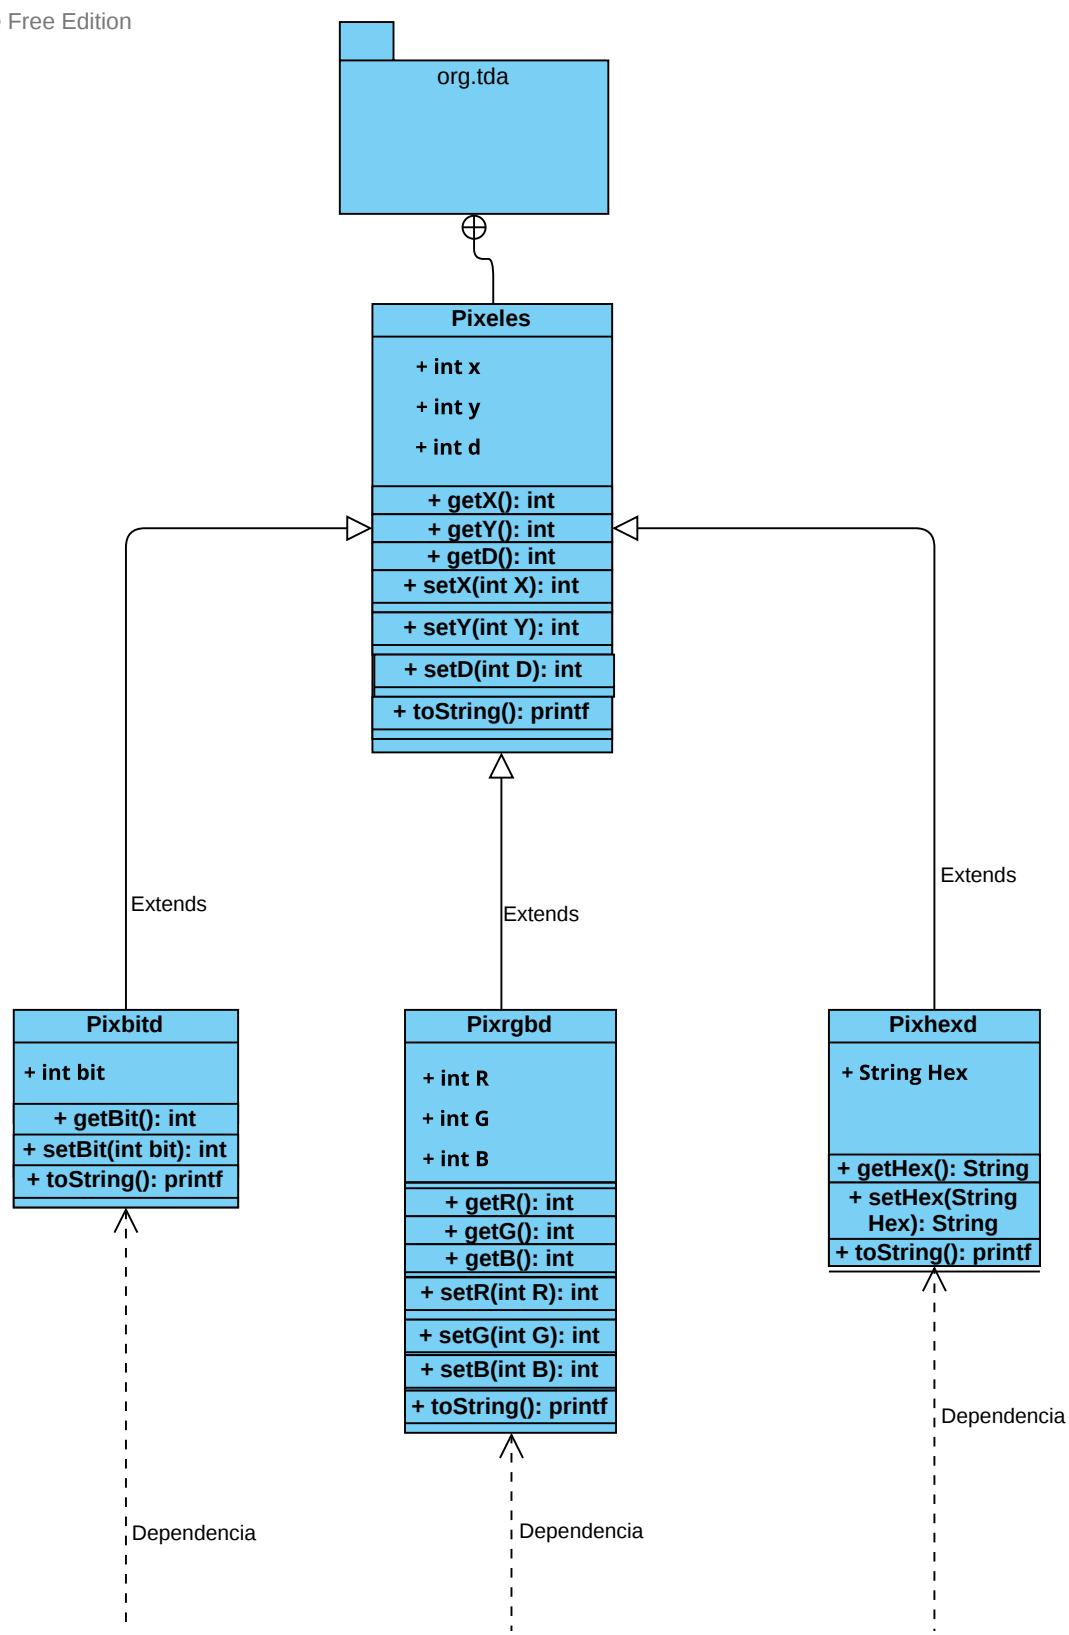 Free Edition
org.tda
Pixeles
+ int x
+ int y
+ int d
+ getX(): int
+ getY(): int
+ getD(): int
+ setX(int X): int
+ setY(int Y): int
+ setD(int D): int
+ toString(): printf
Extends
Extends
Extends
Pixbitd
+ int bit
+ getBit(): int
+ setBit(int bit): int
+ toString(): printf
Pixrgbd
+ int R
+ int G
+ int B
+ getR(): int
+ getG(): int
+ getB(): int
+ setR(int R): int
+ setG(int G): int
+ setB(int B): int
+ toString(): printf
Pixhexd
+ String Hex
+ getHex(): String
+ setHex(String
Hex): String
+ toString(): printf
Dependencia
Dependencia
Dependencia